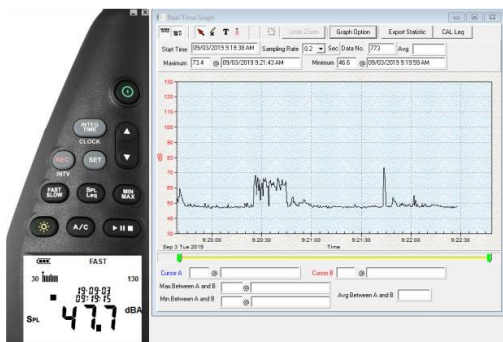 Real-Time Graph
Undo Zoom Graph Option Export Statistic CAL Leq
Start Time 09/03/2019 9:19:38 AM Sampling Rate 0.2 Sec Data No. 773 Avg
Maximum 73.4 @ 09/03/2019 9:21:43 AM Minimum 46.6 @ 09/03/2019 9:19:59 AM
130
120
110
100
90
80
70
60
50
40
30
dB
9:20:00 9:20:30 9:21:00 9:21:30 9:22:00 9:22:30
Sep 3 Tue 2019 Time
Cursor A @ Cursor B @
Max Between A and B @
Min Between A and B @
Avg Between A and B
INTEG TIME
CLOCK
REC SET
INTV
FAST SLOW
SPL Leq
MIN MAX
A/C
FAST
30 130
19-09-03
09:19:15
SPL 47.7 dBA